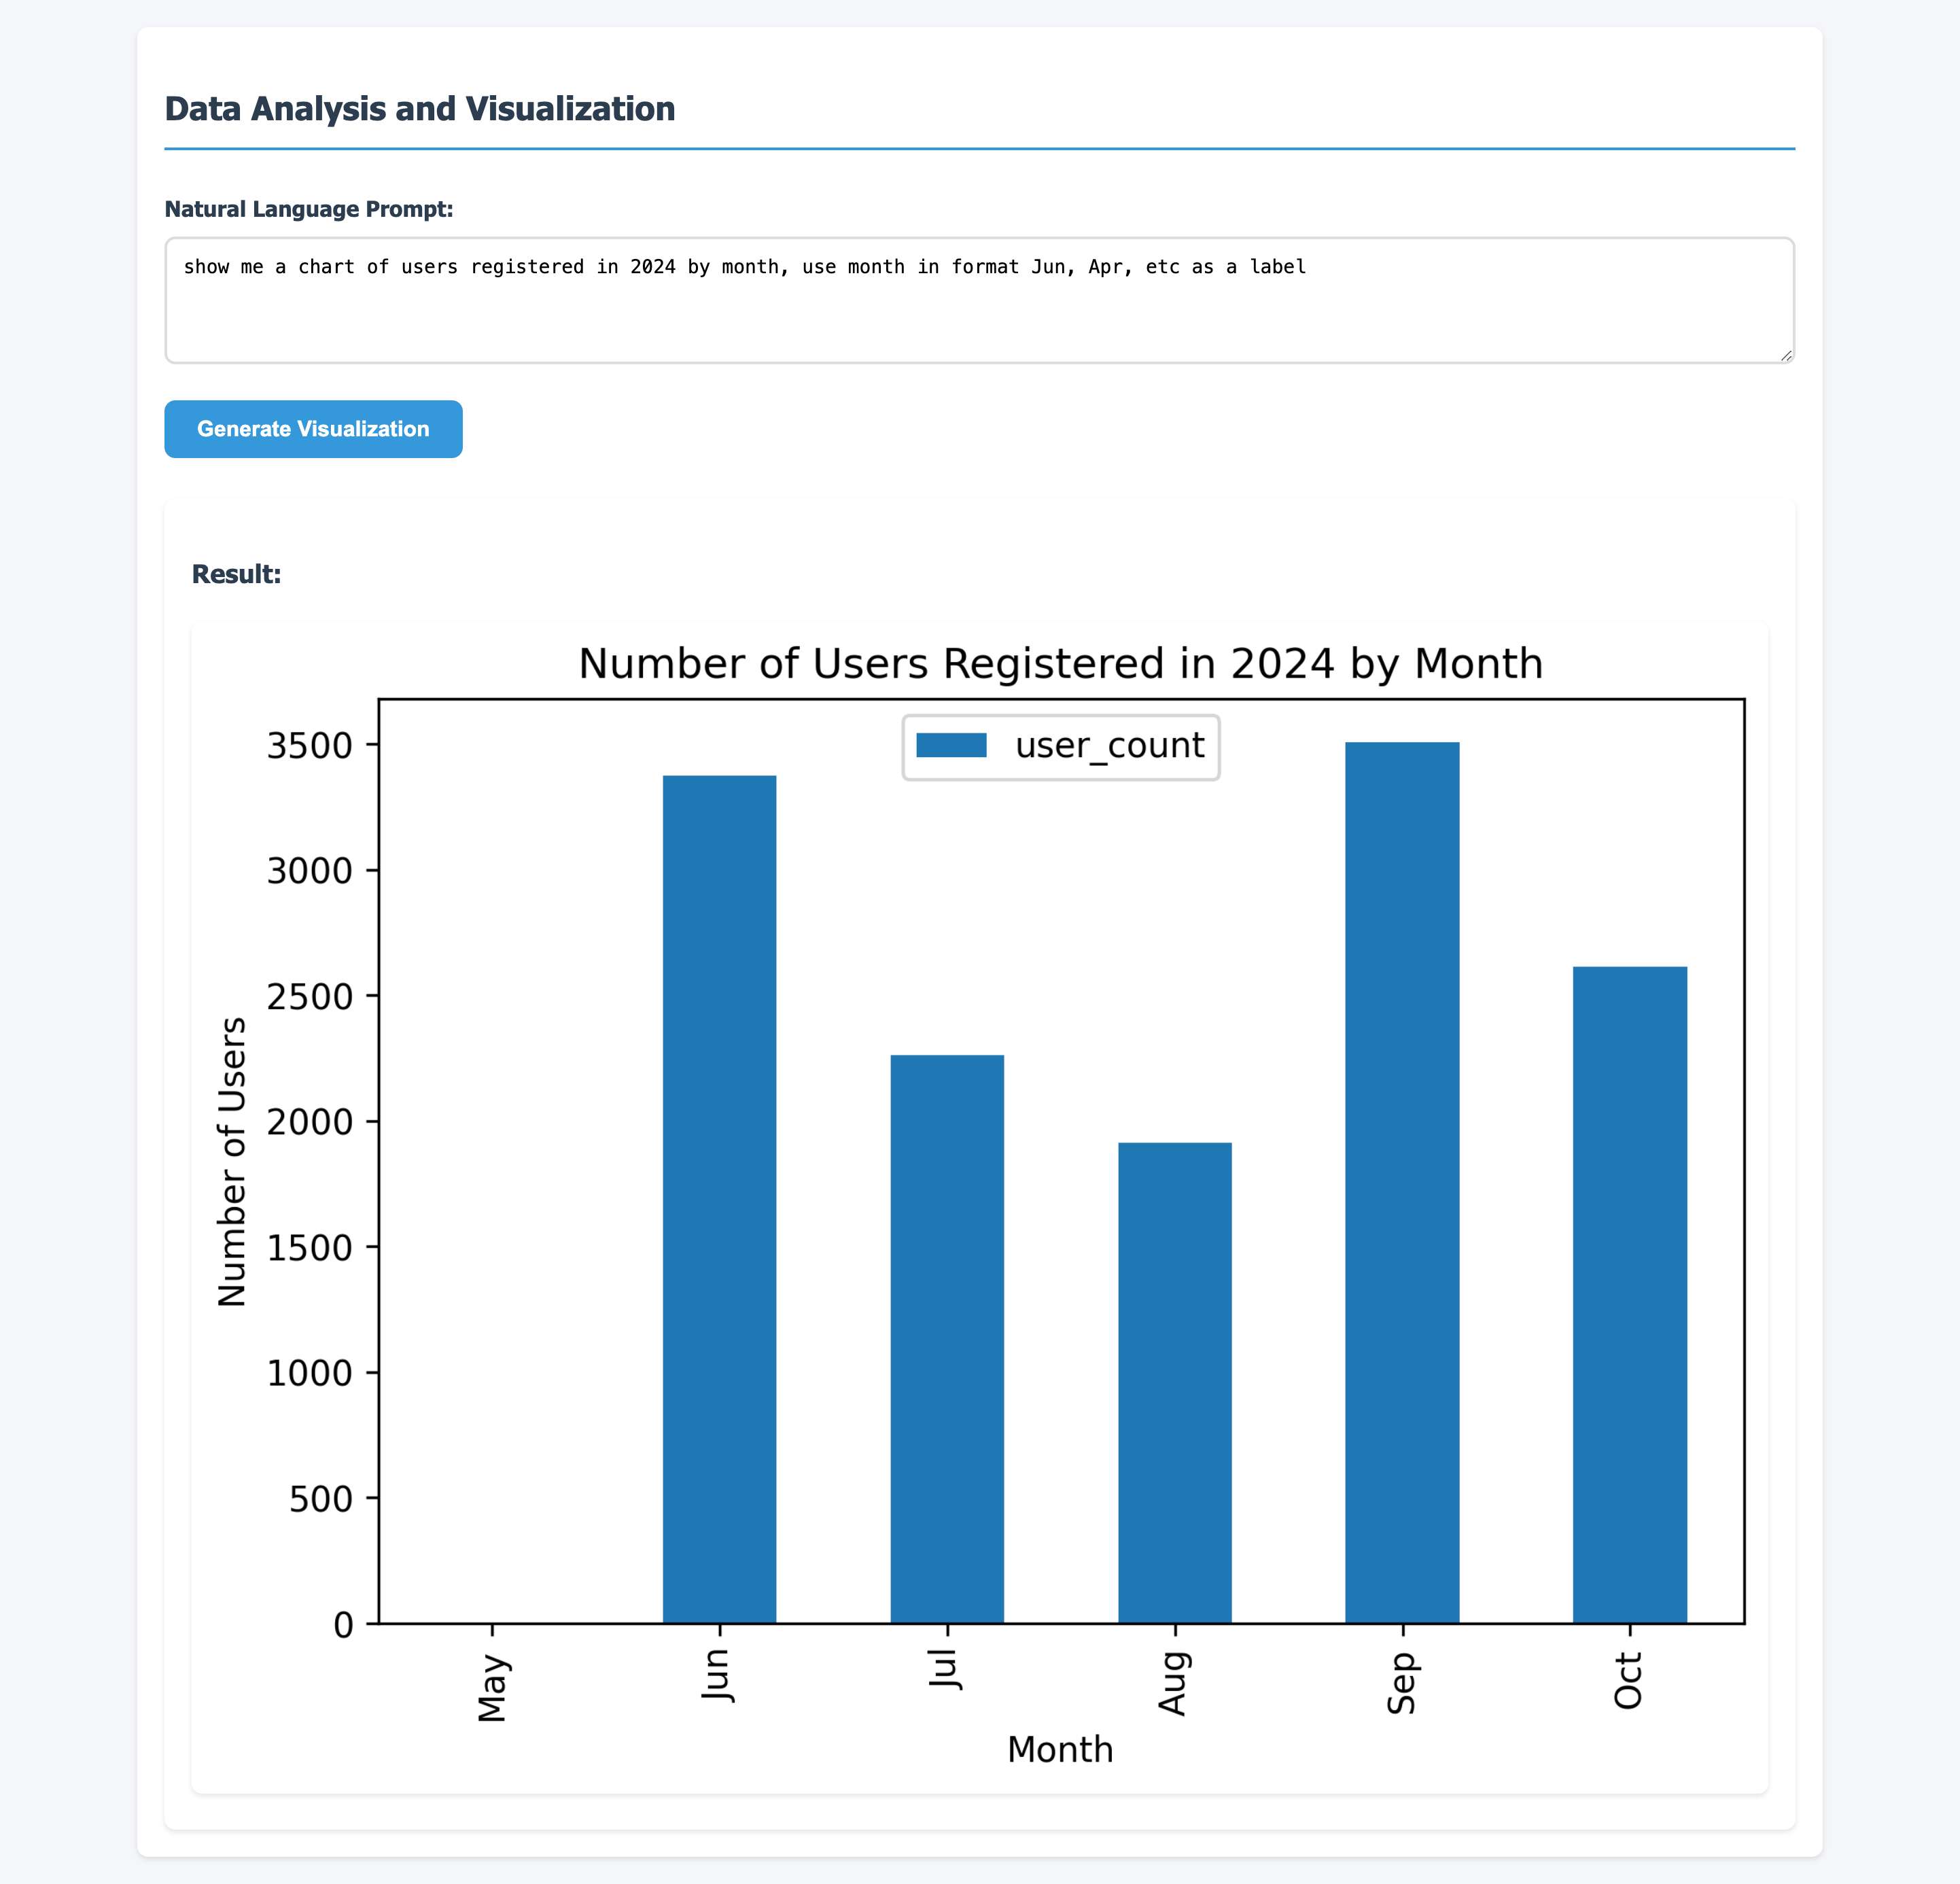 Data Analysis and Visualization
Natural Language Prompt:
show me a chart of users registered in 2024 by month, use month in format Jun, Apr, etc as a label
Generate Visualization
Result:
Number of Users Registered in 2024 by Month
user_count
3500
3000
2500
2000
1500
1000
500
0
Number of Users
May
Jun
Jul
Aug
Sep
Oct
Month